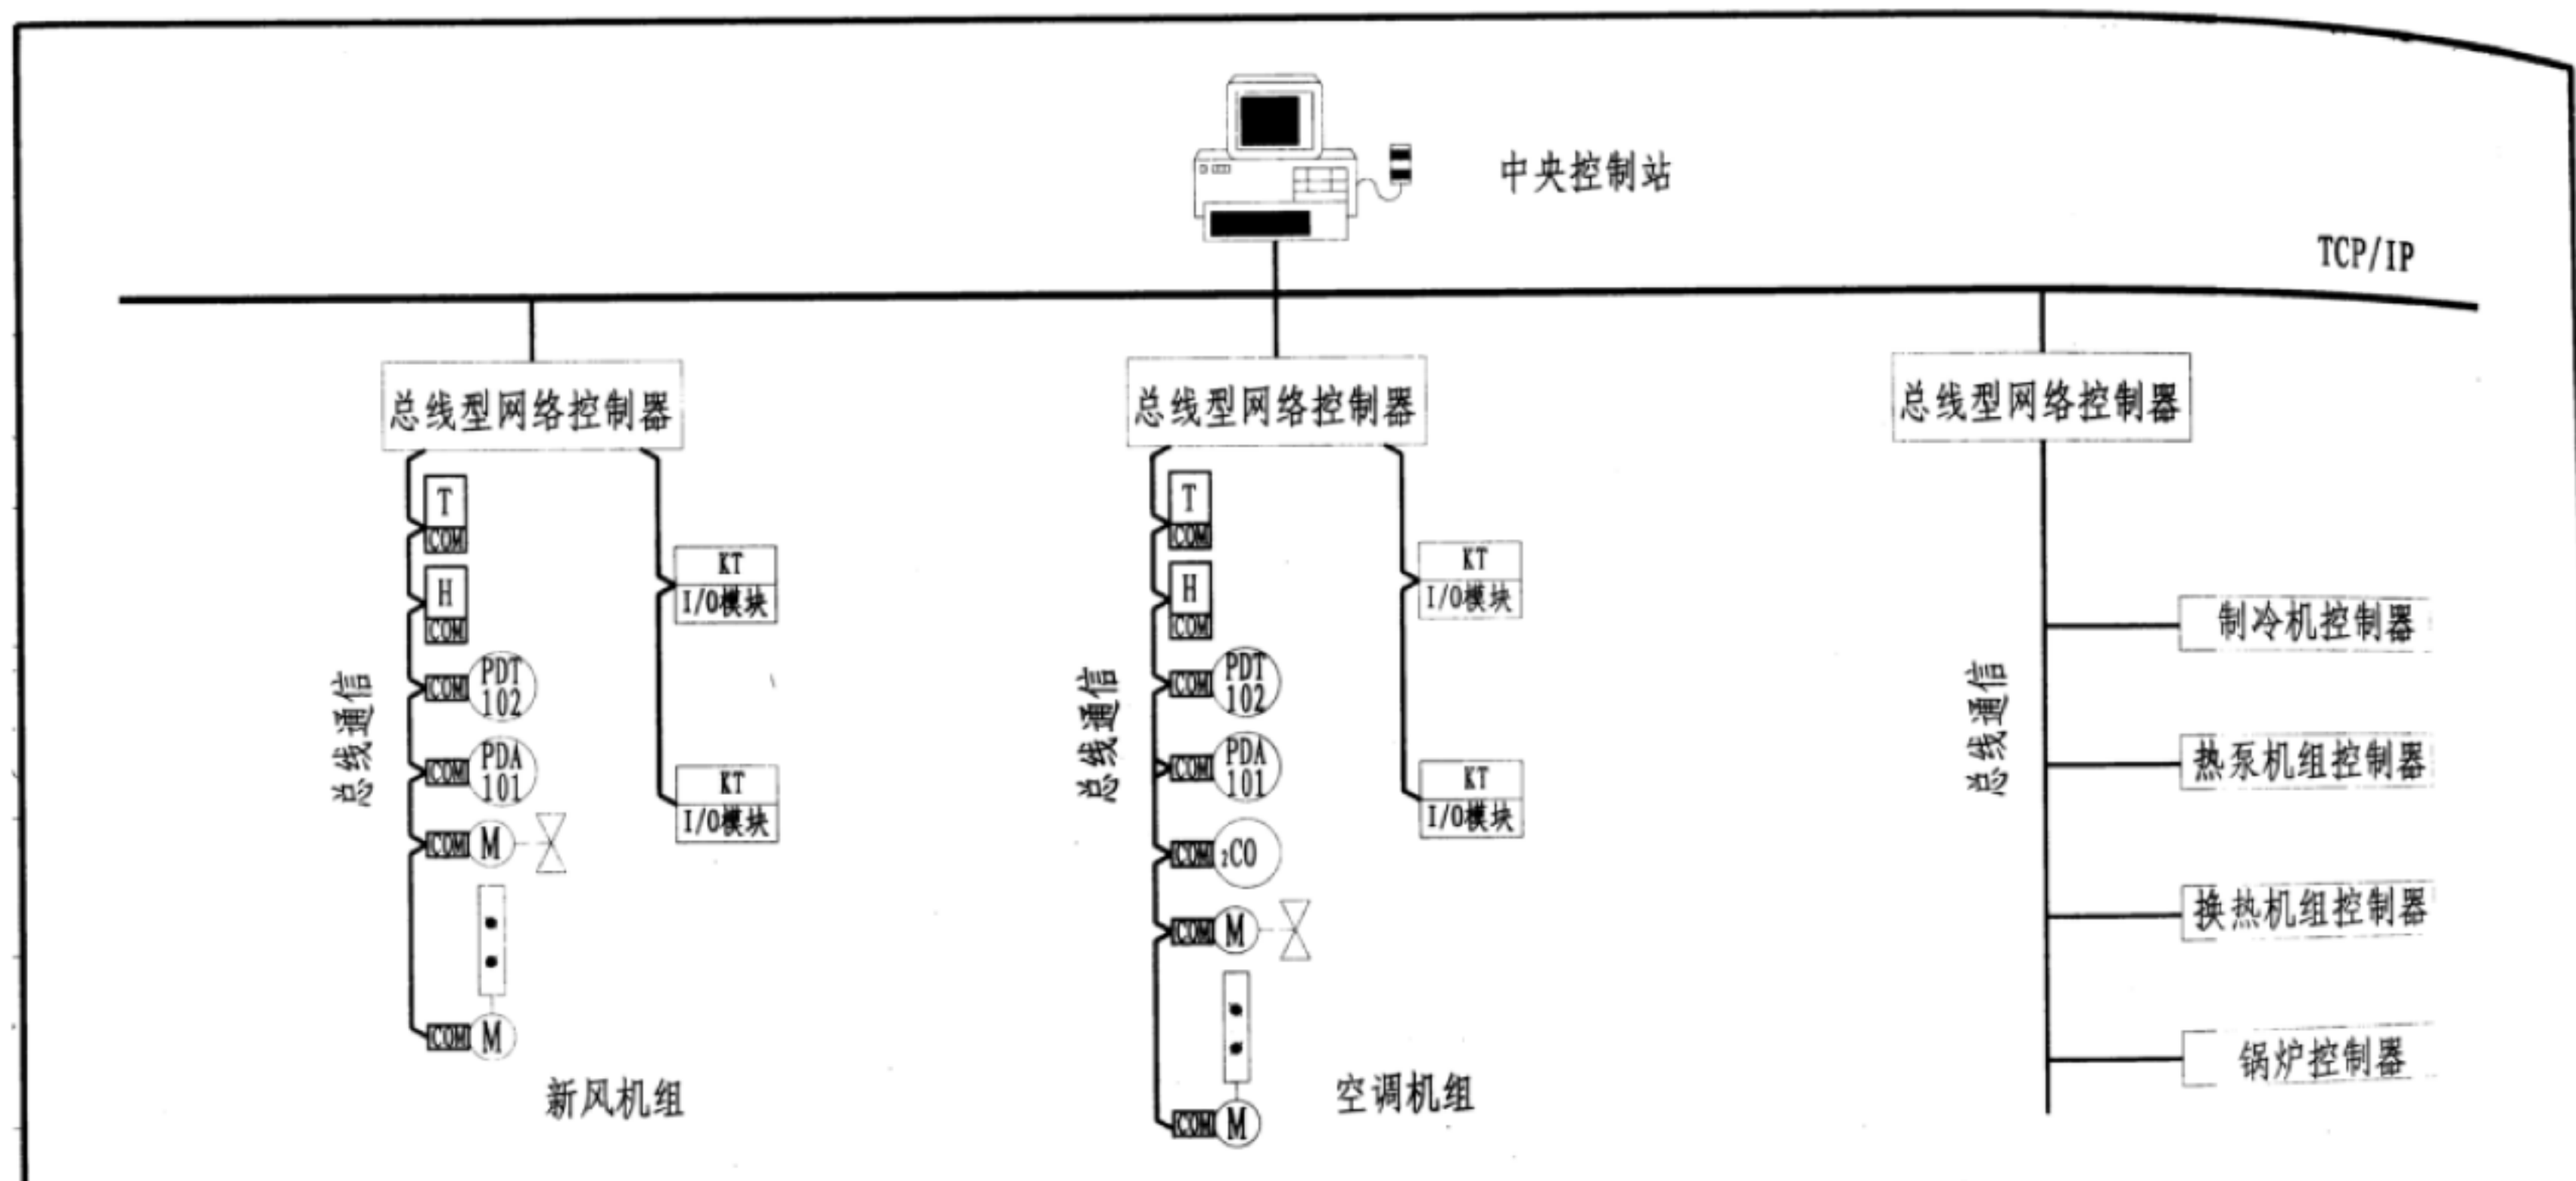 中央控制站
TCP/IP
总线型网络控制器
总线型网络控制器
总线型网络控制器
总线通信
T
COM
H
COM
COM
PDT
102
COM
PDA
101
COM M
COM M
KT
I/O模块
KT
I/O模块
新风机组
总线通信
T
COM
H
COM
COM
PDT
102
COM
PDA
101
COM ₂CO
COM M
COM M
KT
I/O模块
KT
I/O模块
空调机组
总线通信
制冷机控制器
热泵机组控制器
换热机组控制器
锅炉控制器